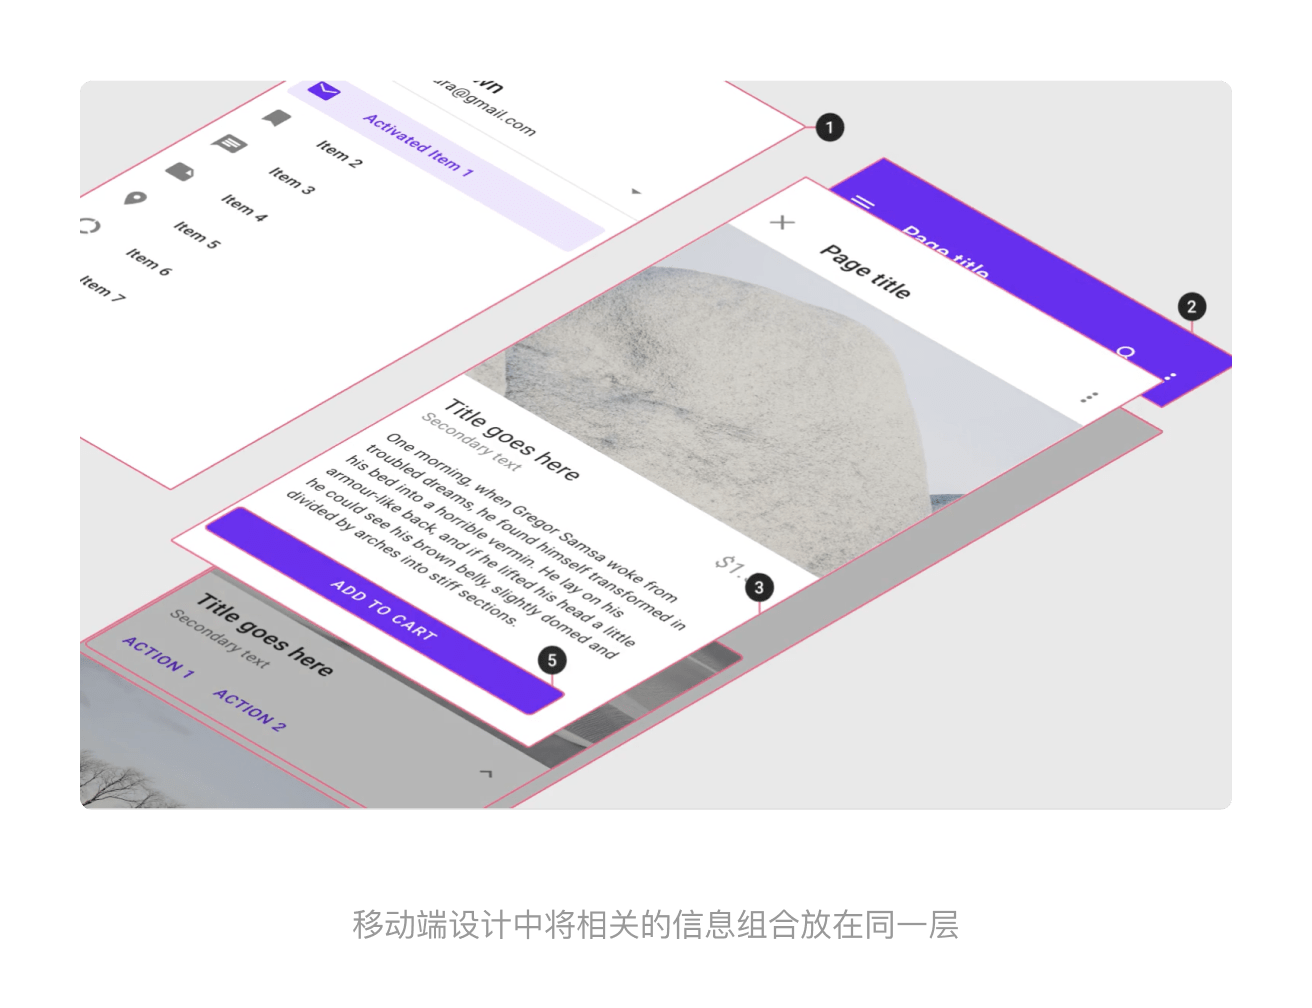 ara@gmail.com
Activated Item 1
Item 2
Item 3
Item 4
Item 5
Item 6
Item 7
1
Page title
2
Page title
Title goes here
Secondary text
One morning, when Gregor Samsa woke from
troubled dreams, he found himself transformed in
his bed into a horrible vermin. He lay on his
armour-like back, and if he lifted his head a little
he could see his brown belly, slightly domed and
divided by arches into stiff sections.
$1.
3
ADD TO CART
5
Title goes here
Secondary text
ACTION 1
ACTION 2
移动端设计中将相关的信息组合放在同一层